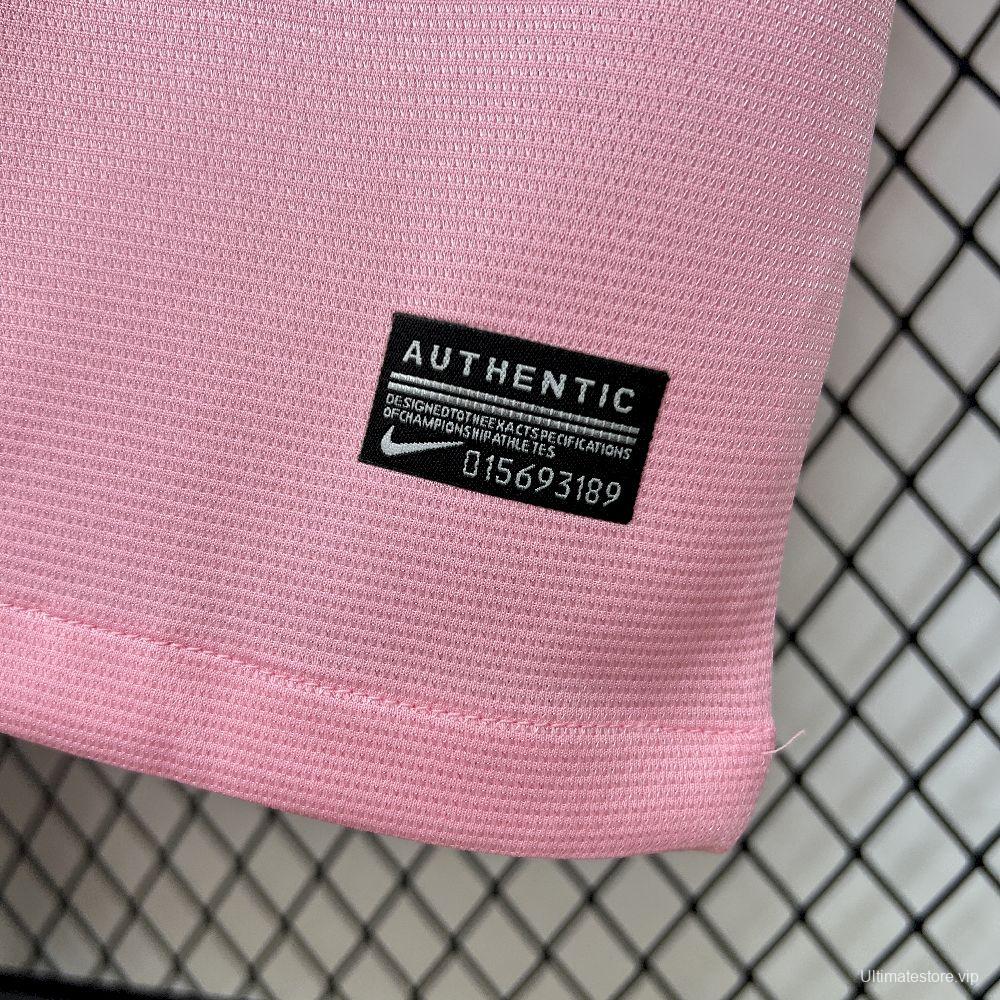 AUTHENTIC
DESIGNEDTOTHEEXACTSPECIFICATIONS
OFCHAMPIONSHIPATHLETES
015693189
Ultimatestore.vip